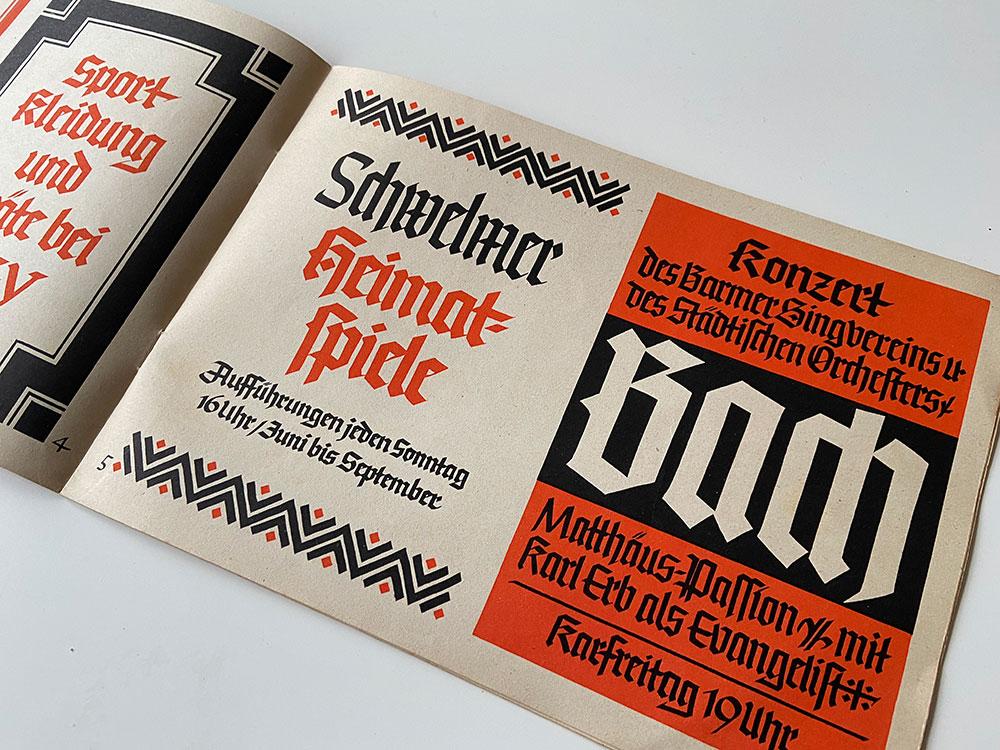 Sport-
kleidung
und
bei
4
Schwelmer
Heimat-
ſpiele
Aufführungen jeden Sonntag
16 Uhr / Juni bis September
5
Konzert
des Barmer Singvereins u.
des Städtiſchen Orcheſters
Bach
Matthäus-Paſſion mit
Karl Erb als Evangeliſt
Karfreitag 19 Uhr